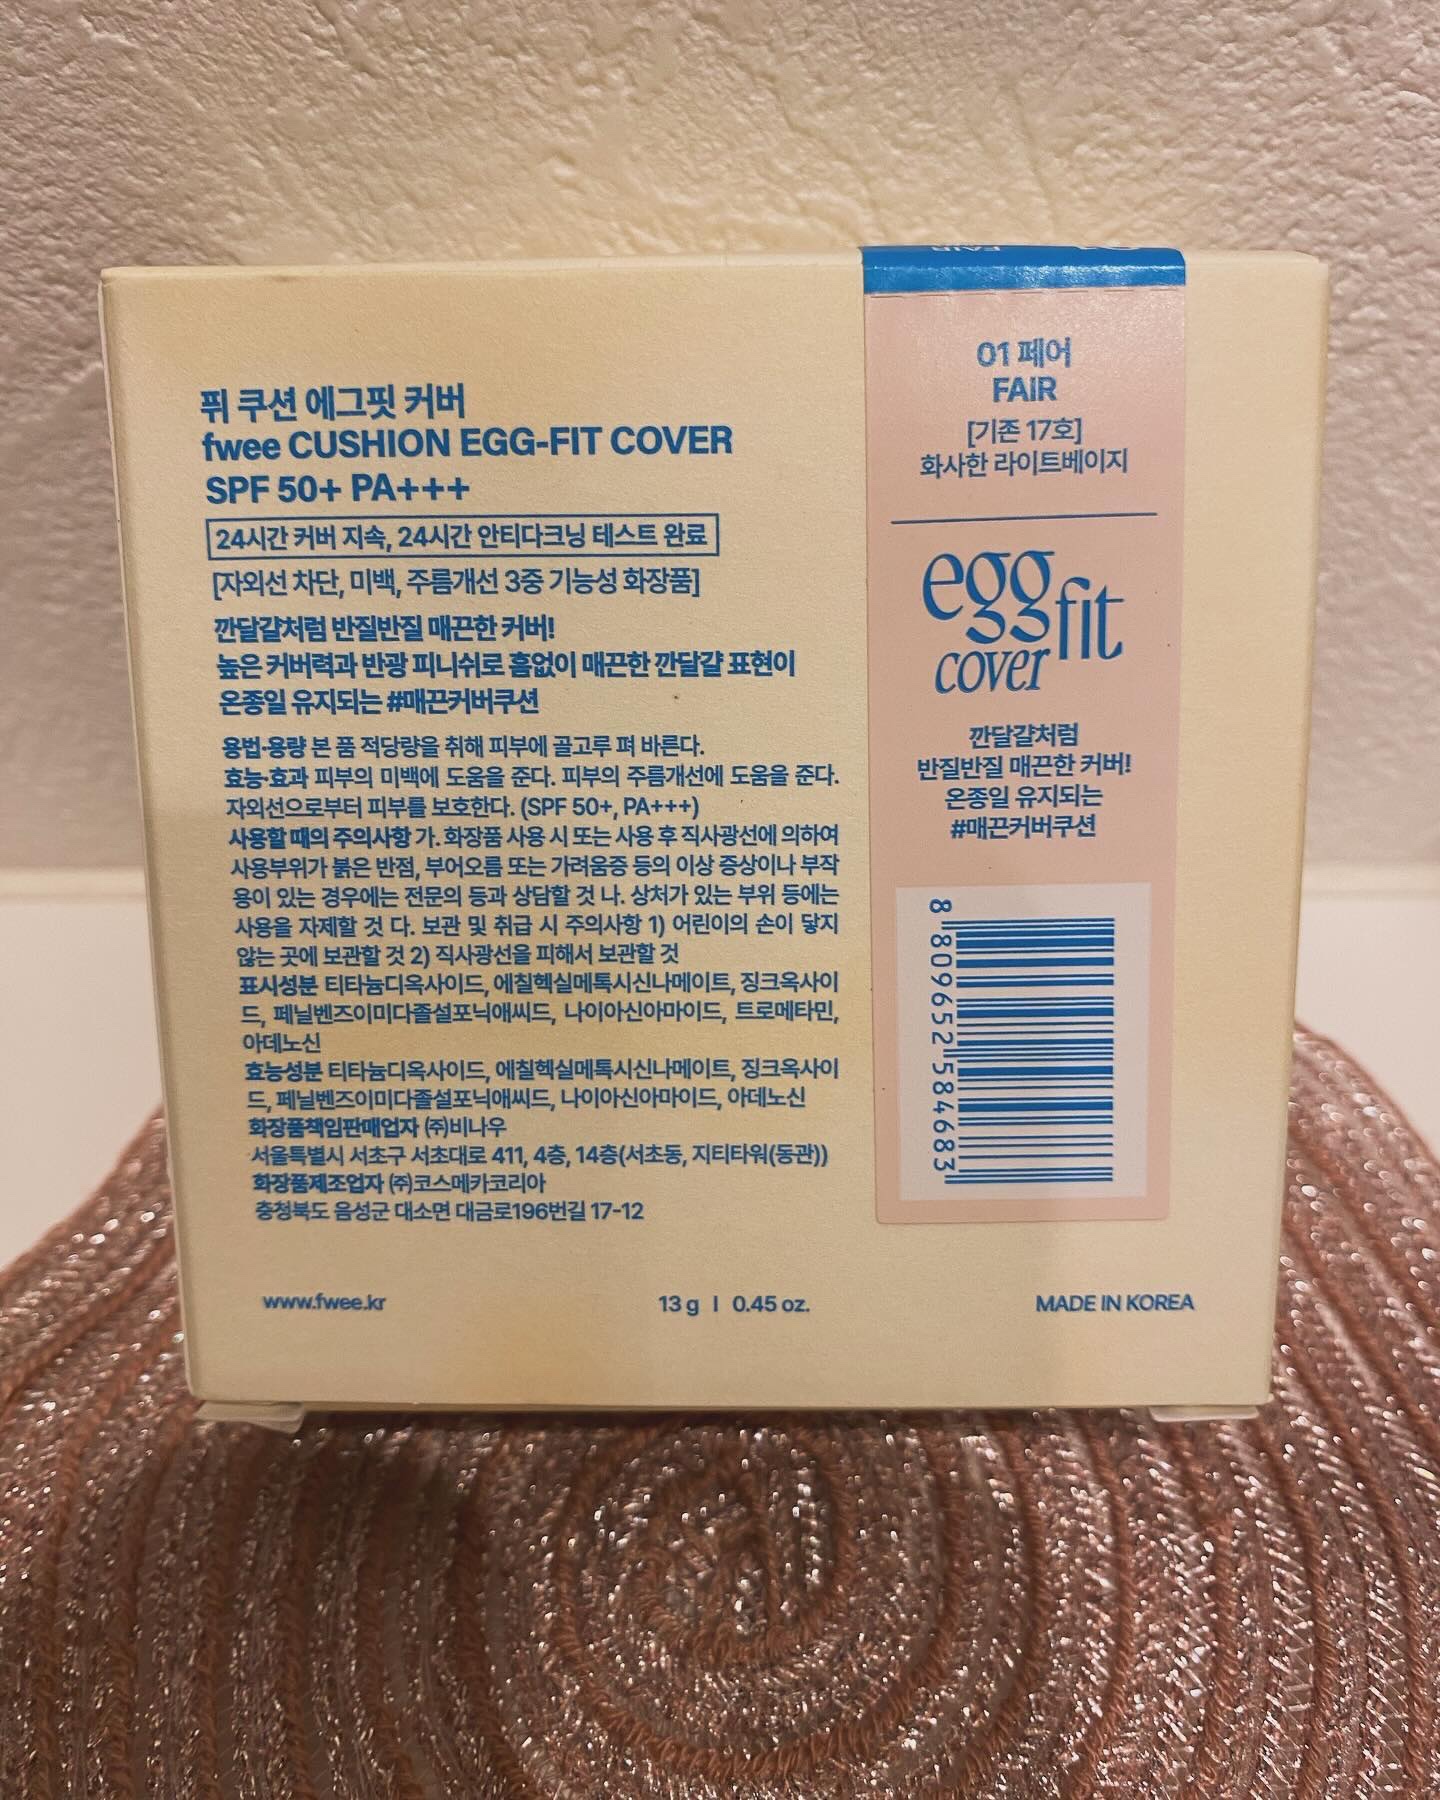 퓌 쿠션 에그핏 커버
fwee CUSHION EGG-FIT COVER
SPF 50+ PA+++
24시간 커버 지속, 24시간 안티다크닝 테스트 완료
[자외선 차단, 미백, 주름개선 3중 기능성 화장품]
깐달걀처럼 반질반질 매끈한 커버!
높은 커버력과 반광 피니쉬로 흠없이 매끈한 깐달걀 표현이
온종일 유지되는 #매끈커버쿠션
용법·용량 본 품 적당량을 취해 피부에 골고루 펴 바른다.
효능·효과 피부의 미백에 도움을 준다. 피부의 주름개선에 도움을 준다.
자외선으로부터 피부를 보호한다. (SPF 50+, PA+++)
사용할 때의 주의사항 가. 화장품 사용 시 또는 사용 후 직사광선에 의하여
사용부위가 붉은 반점, 부어오름 또는 가려움증 등의 이상 증상이나 부작
용이 있는 경우에는 전문의 등과 상담할 것 나. 상처가 있는 부위 등에는
사용을 자제할 것 다. 보관 및 취급 시 주의사항 1) 어린이의 손이 닿지
않는 곳에 보관할 것 2) 직사광선을 피해서 보관할 것
표시성분 티타늄디옥사이드, 에칠헥실메톡시신나메이트, 징크옥사이
드, 페닐벤즈이미다졸설포닉애씨드, 나이아신아마이드, 트로메타민,
아데노신
효능성분 티타늄디옥사이드, 에칠헥실메톡시신나메이트, 징크옥사이
드, 페닐벤즈이미다졸설포닉애씨드, 나이아신아마이드, 아데노신
화장품책임판매업자 ㈜비나우
서울특별시 서초구 서초대로 411, 4층, 14층(서초동, 지티타워(동관))
화장품제조업자 ㈜코스메카코리아
충청북도 음성군 대소면 대금로196번길 17-12
www.fwee.kr
13 g | 0.45 oz.
MADE IN KOREA
FAIR
01 페어
FAIR
[기존 17호]
화사한 라이트베이지
egg
fit
cover
깐달걀처럼
반질반질 매끈한 커버!
온종일 유지되는
#매끈커버쿠션
8 809652 584683